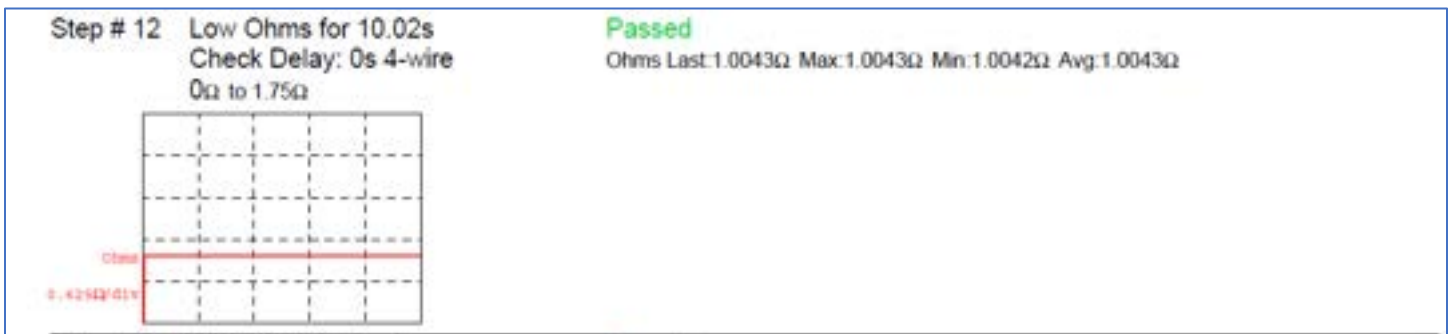 Step # 12 Low Ohms for 10.02s Passed
Check Delay: 0s 4-wire Ohms Last:1.0043Ω Max:1.0043Ω Min:1.0042Ω Avg:1.0043Ω
0Ω to 1.75Ω
Ohms